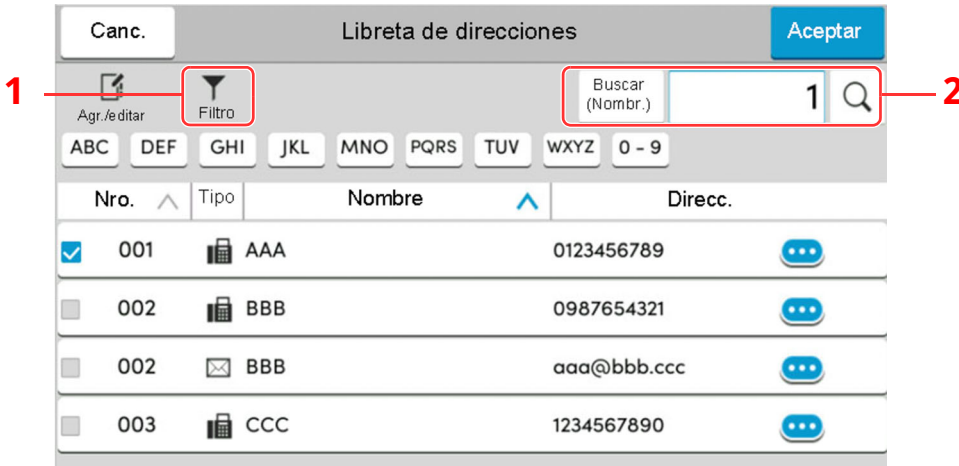 Canc. Libreta de direcciones Aceptar
1 Agr./editar Filtro Buscar (Nombr.) 1 2
ABC DEF GHI JKL MNO PQRS TUV WXYZ 0 - 9
Nro. Tipo Nombre Direcc.
001 AAA 0123456789
002 BBB 0987654321
002 BBB aaa@bbb.ccc
003 CCC 1234567890